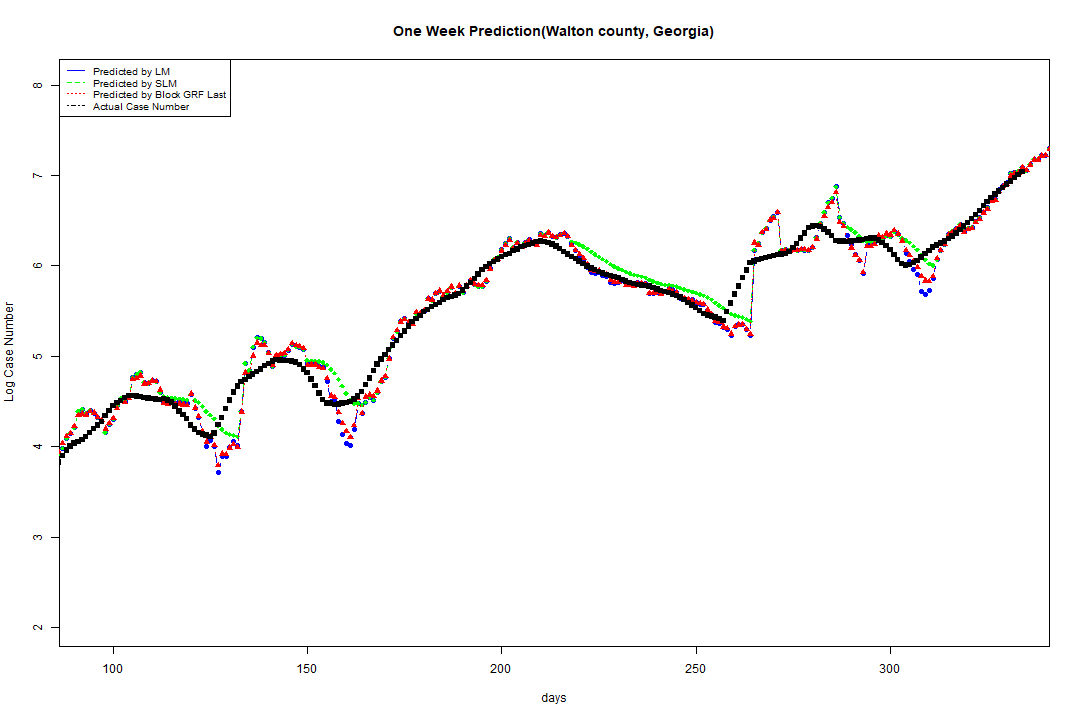 One Week Prediction(Walton county, Georgia)
Predicted by LM
Predicted by SLM
Predicted by Block GRF Last
Actual Case Number
8
7
6
5
4
3
2
Log Case Number
100 150 200 250 300
days